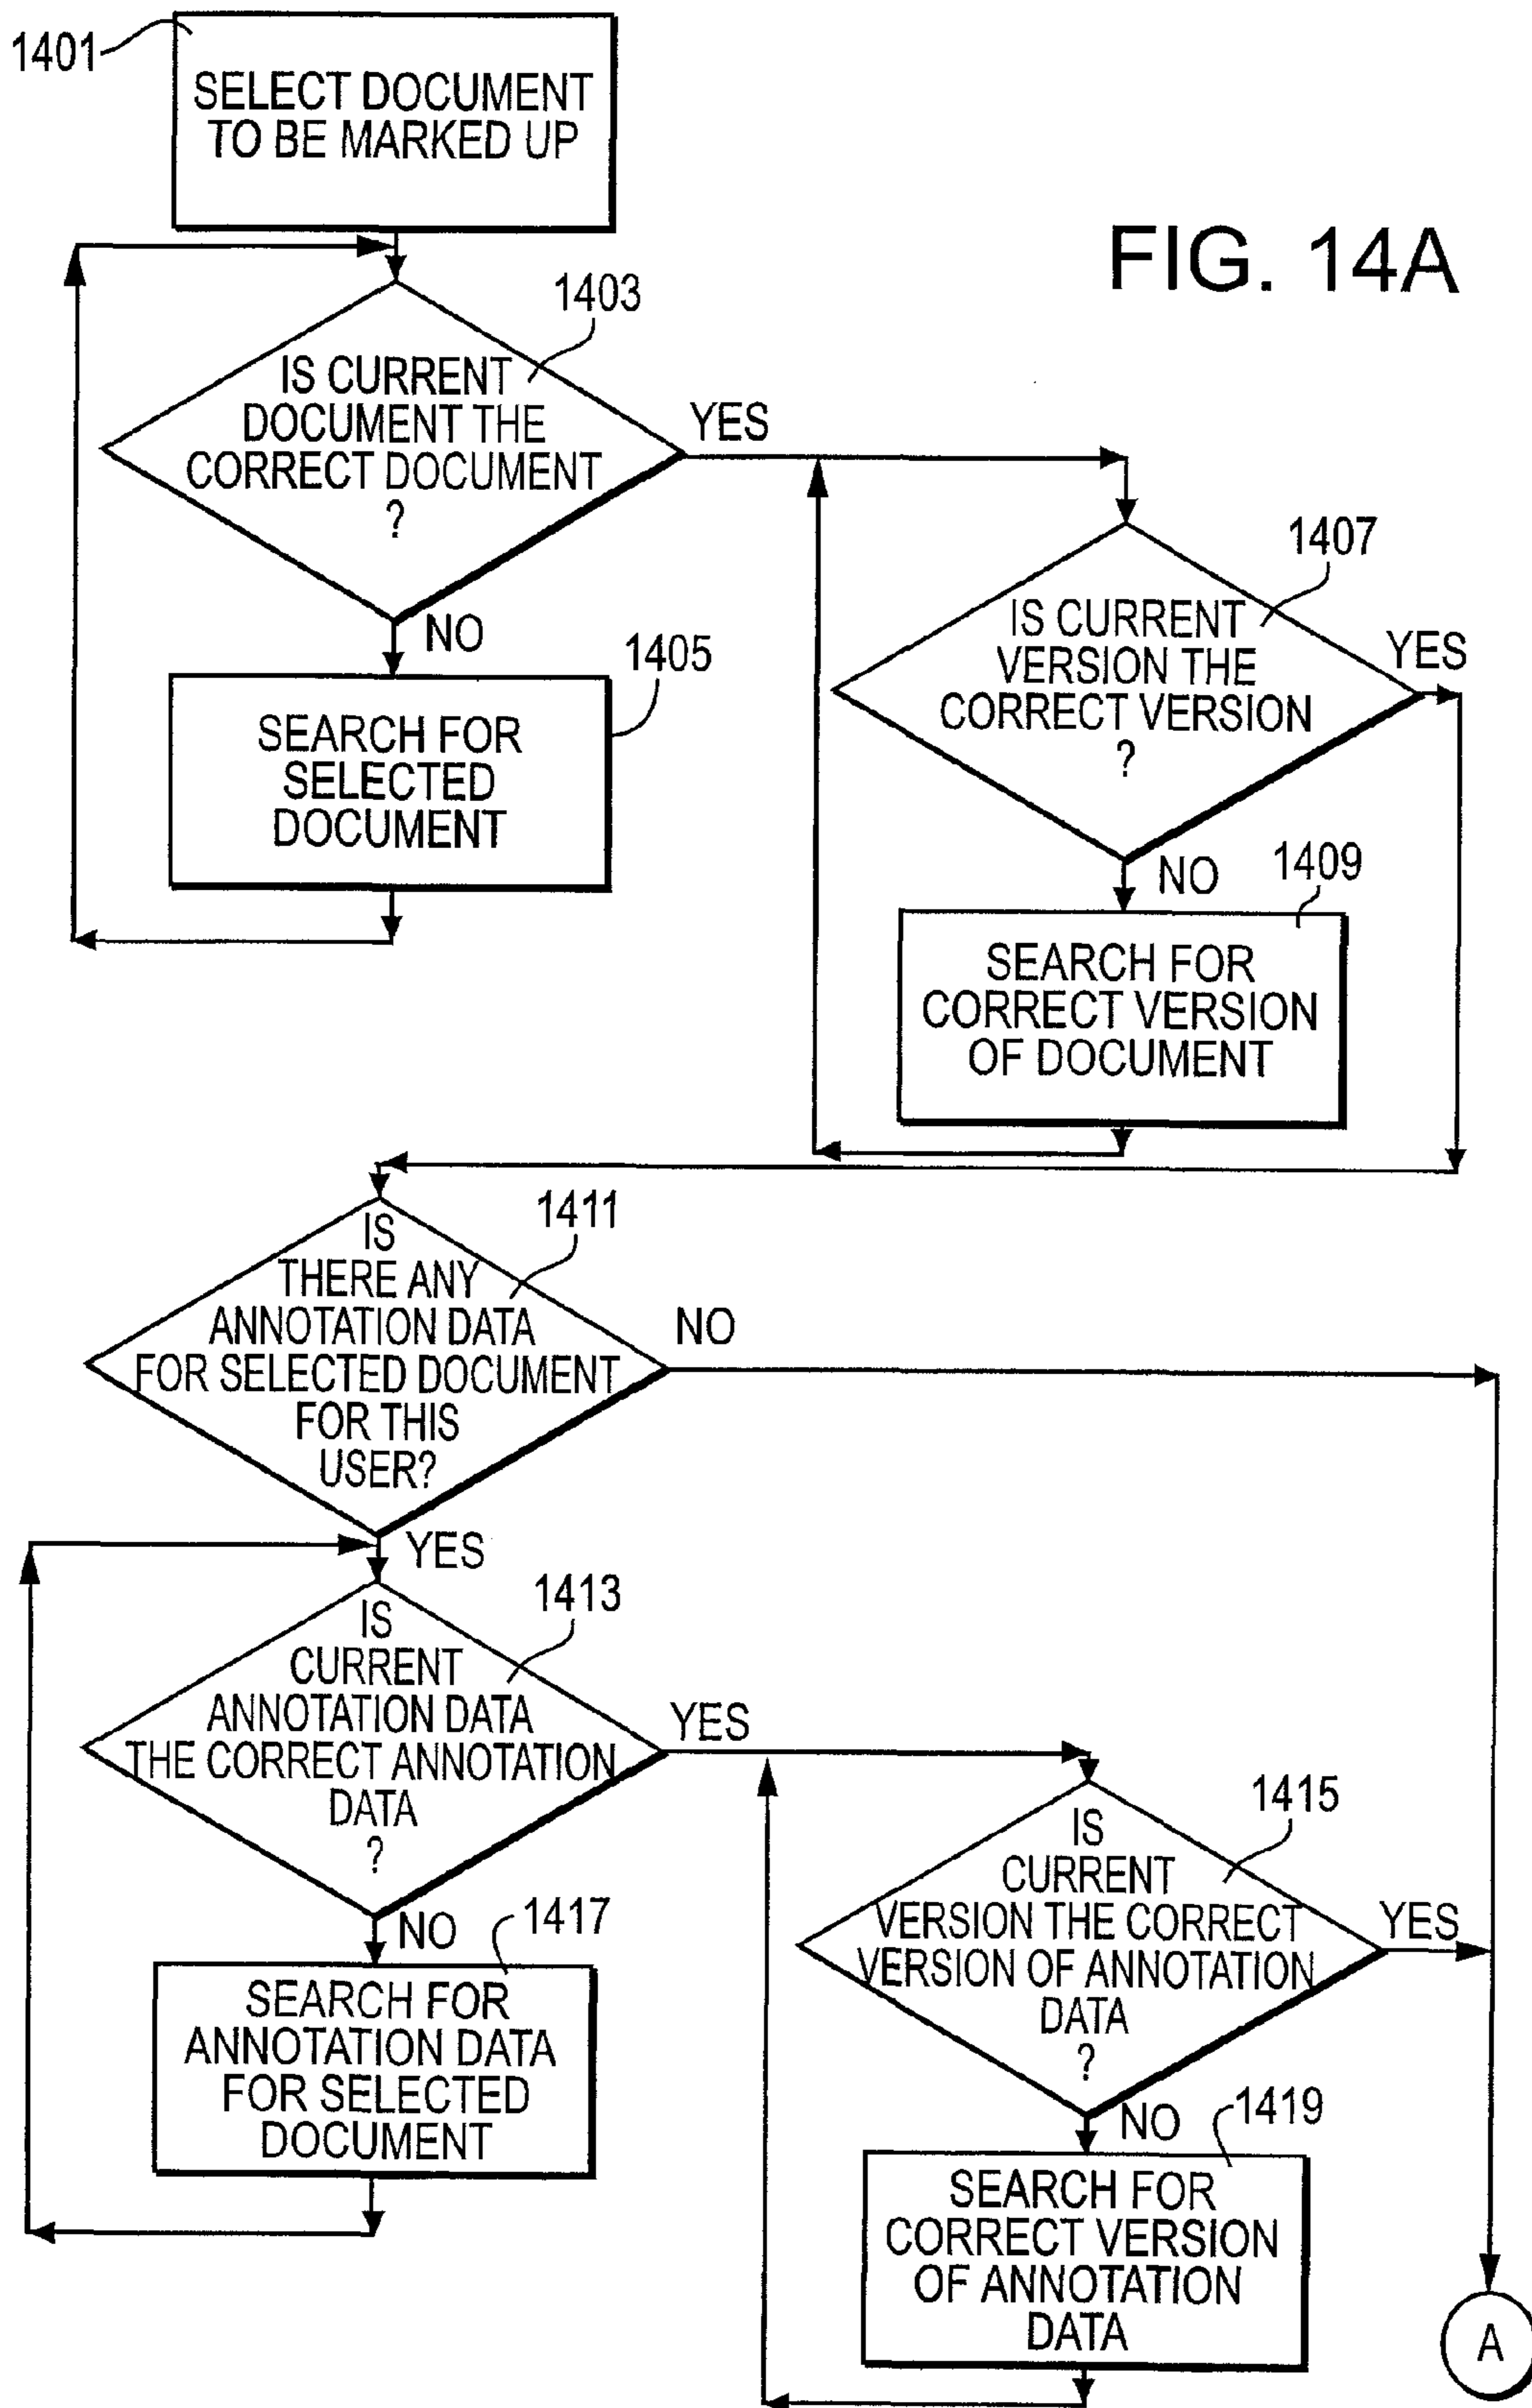 1401
SELECT DOCUMENT
TO BE MARKED UP
FIG. 14A
1403
IS CURRENT
DOCUMENT THE
CORRECT DOCUMENT
?
YES
NO
1405
SEARCH FOR
SELECTED
DOCUMENT
1407
IS CURRENT
VERSION THE
CORRECT VERSION
?
YES
NO
1409
SEARCH FOR
CORRECT VERSION
OF DOCUMENT
1411
IS
THERE ANY
ANNOTATION DATA
FOR SELECTED DOCUMENT
FOR THIS
USER?
NO
YES
1413
IS
CURRENT
ANNOTATION DATA
THE CORRECT ANNOTATION
DATA
?
YES
NO
1417
SEARCH FOR
ANNOTATION DATA
FOR SELECTED
DOCUMENT
1415
IS
CURRENT
VERSION THE CORRECT
VERSION OF ANNOTATION
DATA
?
YES
NO
1419
SEARCH FOR
CORRECT VERSION
OF ANNOTATION
DATA
A